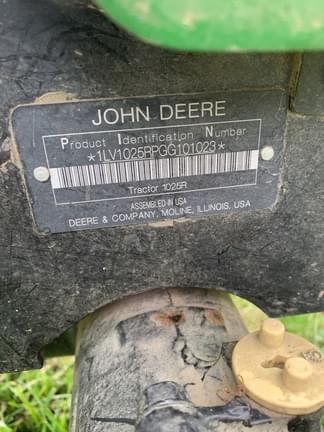 JOHN DEERE
Product Identification Number
*1LV1025RPGG101023*
Tractor 1025R
ASSEMBLED IN USA
DEERE & COMPANY, MOLINE, ILLINOIS, USA